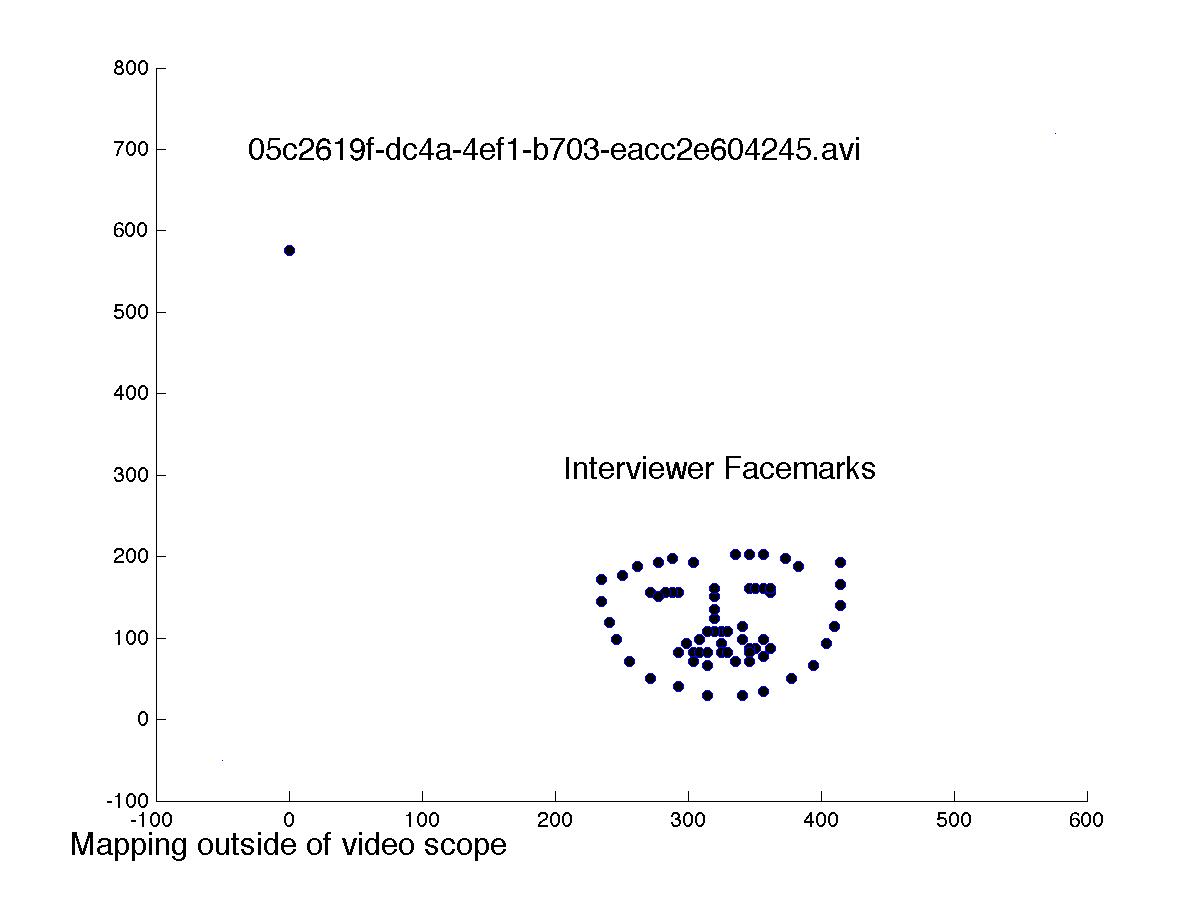 800
05c2619f-dc4a-4ef1-b703-eacc2e604245.avi
700
600
500
400
Interviewer Facemarks
300
200
100
0
-100
-100 0 100 200 300 400 500 600
Mapping outside of video scope